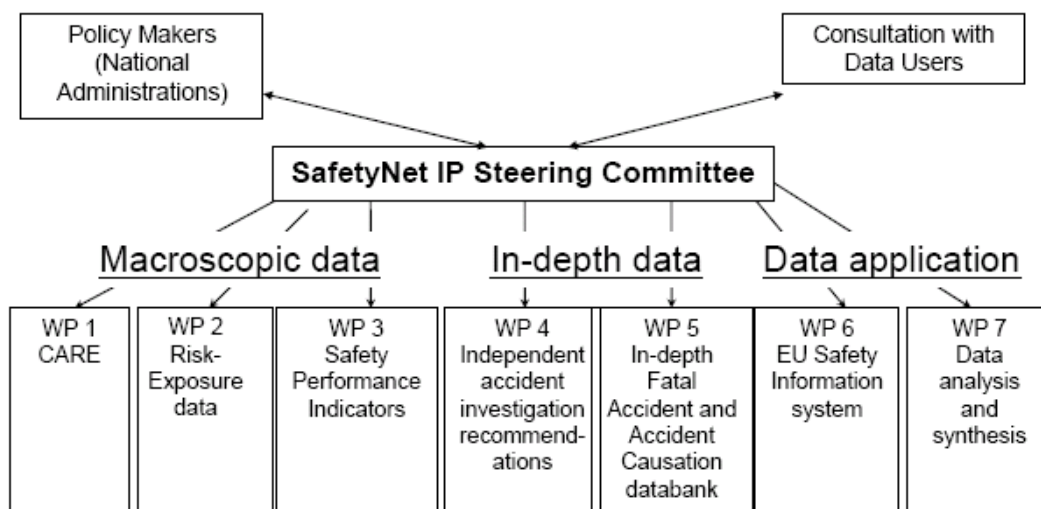 Policy Makers
(National
Administrations)
Consultation with
Data Users
SafetyNet IP Steering Committee
Macroscopic data
In-depth data
Data application
WP 1
CARE
WP 2
Risk-
Exposure
data
WP 3
Safety
Performance
Indicators
WP 4
Independent
accident
investigation
recommend-
ations
WP 5
In-depth
Fatal
Accident and
Accident
Causation
databank
WP 6
EU Safety
Information
system
WP 7
Data
analysis
and
synthesis